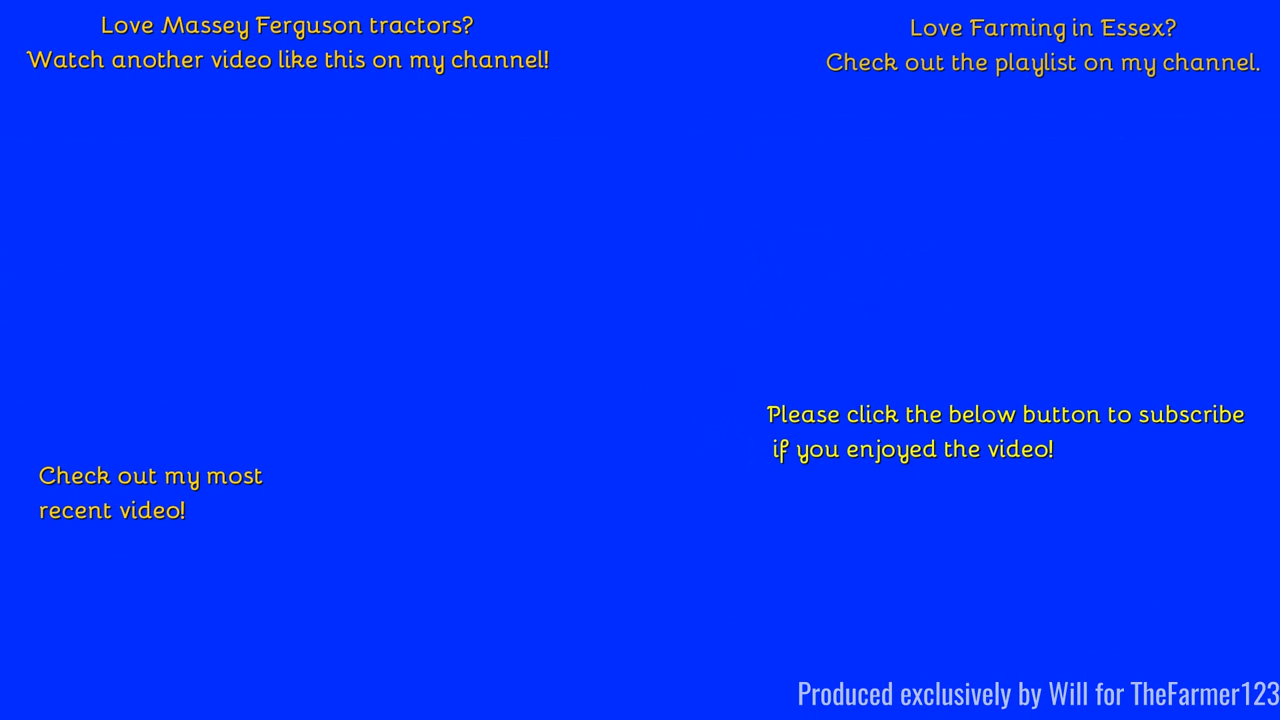 Love Massey Ferguson tractors?
Watch another video like this on my channel!
Love Farming in Essex?
Check out the playlist on my channel.
Please click the below button to subscribe
if you enjoyed the video!
Check out my most
recent video!
Produced exclusively by Will for TheFarmer123